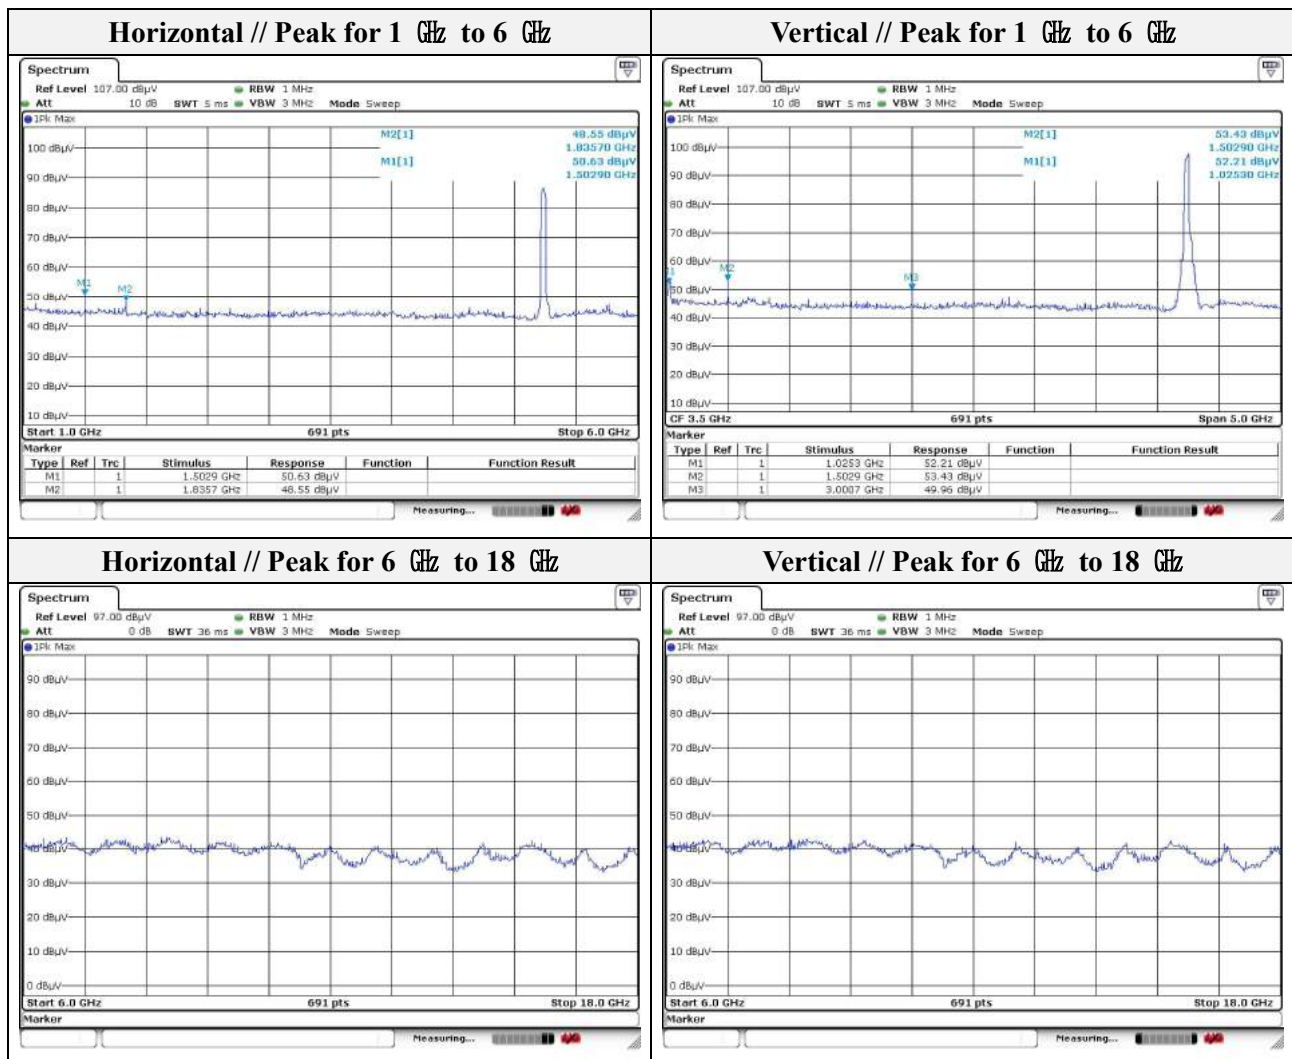 Horizontal // Peak for 1 ㎓ to 6 ㎓
Spectrum
Ref Level 107.00 dBµV RBW 1 MHz
Att 10 dB SWT 5 ms VBW 3 MHz Mode Sweep
1Pk Max
M2[1] 48.55 dBµV
1.83570 GHz
M1[1] 50.63 dBµV
1.50290 GHz
100 dBµV
90 dBµV
80 dBµV
70 dBµV
60 dBµV
M1
M2
50 dBµV
40 dBµV
30 dBµV
20 dBµV
10 dBµV
Start 1.0 GHz 691 pts Stop 6.0 GHz
Marker
Type Ref Trc Stimulus Response Function Function Result
M1 1 1.5029 GHz 50.63 dBµV
M2 1 1.8357 GHz 48.55 dBµV
Measuring...
Vertical // Peak for 1 ㎓ to 6 ㎓
Spectrum
Ref Level 107.00 dBµV RBW 1 MHz
Att 10 dB SWT 5 ms VBW 3 MHz Mode Sweep
1Pk Max
M2[1] 53.43 dBµV
1.50290 GHz
M1[1] 52.21 dBµV
1.02530 GHz
100 dBµV
90 dBµV
80 dBµV
70 dBµV
60 dBµV
M2
M3
50 dBµV
40 dBµV
30 dBµV
20 dBµV
10 dBµV
CF 3.5 GHz 691 pts Span 5.0 GHz
Marker
Type Ref Trc Stimulus Response Function Function Result
M1 1 1.0253 GHz 52.21 dBµV
M2 1 1.5029 GHz 53.43 dBµV
M3 1 3.0007 GHz 49.96 dBµV
Measuring...
Horizontal // Peak for 6 ㎓ to 18 ㎓
Spectrum
Ref Level 97.00 dBµV RBW 1 MHz
Att 0 dB SWT 36 ms VBW 3 MHz Mode Sweep
1Pk Max
90 dBµV
80 dBµV
70 dBµV
60 dBµV
50 dBµV
40 dBµV
30 dBµV
20 dBµV
10 dBµV
0 dBµV
Start 6.0 GHz 691 pts Stop 18.0 GHz
Marker
Measuring...
Vertical // Peak for 6 ㎓ to 18 ㎓
Spectrum
Ref Level 97.00 dBµV RBW 1 MHz
Att 0 dB SWT 36 ms VBW 3 MHz Mode Sweep
1Pk Max
90 dBµV
80 dBµV
70 dBµV
60 dBµV
50 dBµV
40 dBµV
30 dBµV
20 dBµV
10 dBµV
0 dBµV
Start 6.0 GHz 691 pts Stop 18.0 GHz
Marker
Measuring...